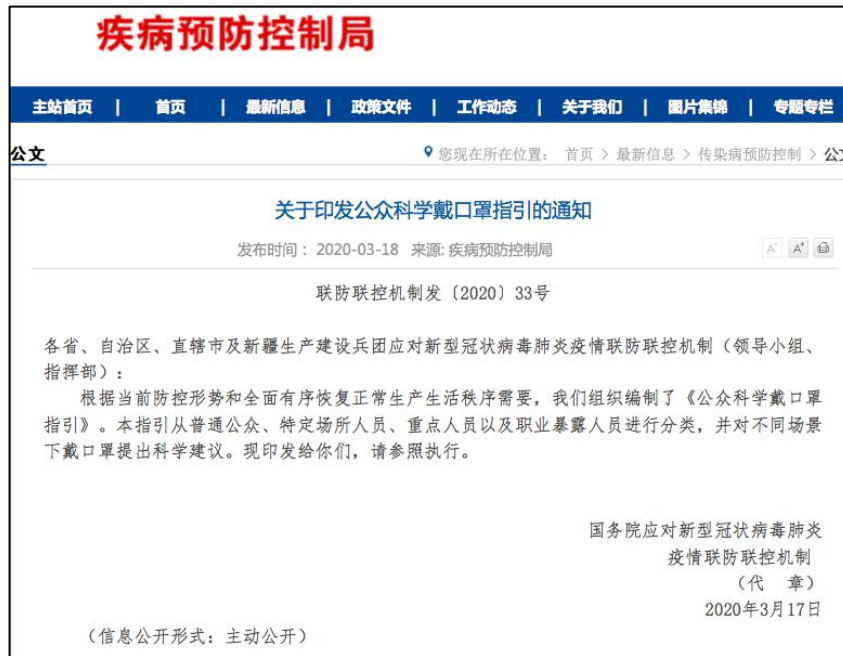 疾病预防控制局
主站首页 | 首页 | 最新信息 | 政策文件 | 工作动态 | 关于我们 | 图片集锦 | 专题专栏
公文
您现在所在位置： 首页 > 最新信息 > 传染病预防控制 > 公文
关于印发公众科学戴口罩指引的通知
发布时间： 2020-03-18 来源: 疾病预防控制局
A- A+
联防联控机制发〔2020〕33号
各省、自治区、直辖市及新疆生产建设兵团应对新型冠状病毒肺炎疫情联防联控机制（领导小组、
指挥部）：
根据当前防控形势和全面有序恢复正常生产生活秩序需要，我们组织编制了《公众科学戴口罩
指引》。本指引从普通公众、特定场所人员、重点人员以及职业暴露人员进行分类，并对不同场景
下戴口罩提出科学建议。现印发给你们，请参照执行。
国务院应对新型冠状病毒肺炎
疫情联防联控机制
（代 章）
2020年3月17日
（信息公开形式：主动公开）